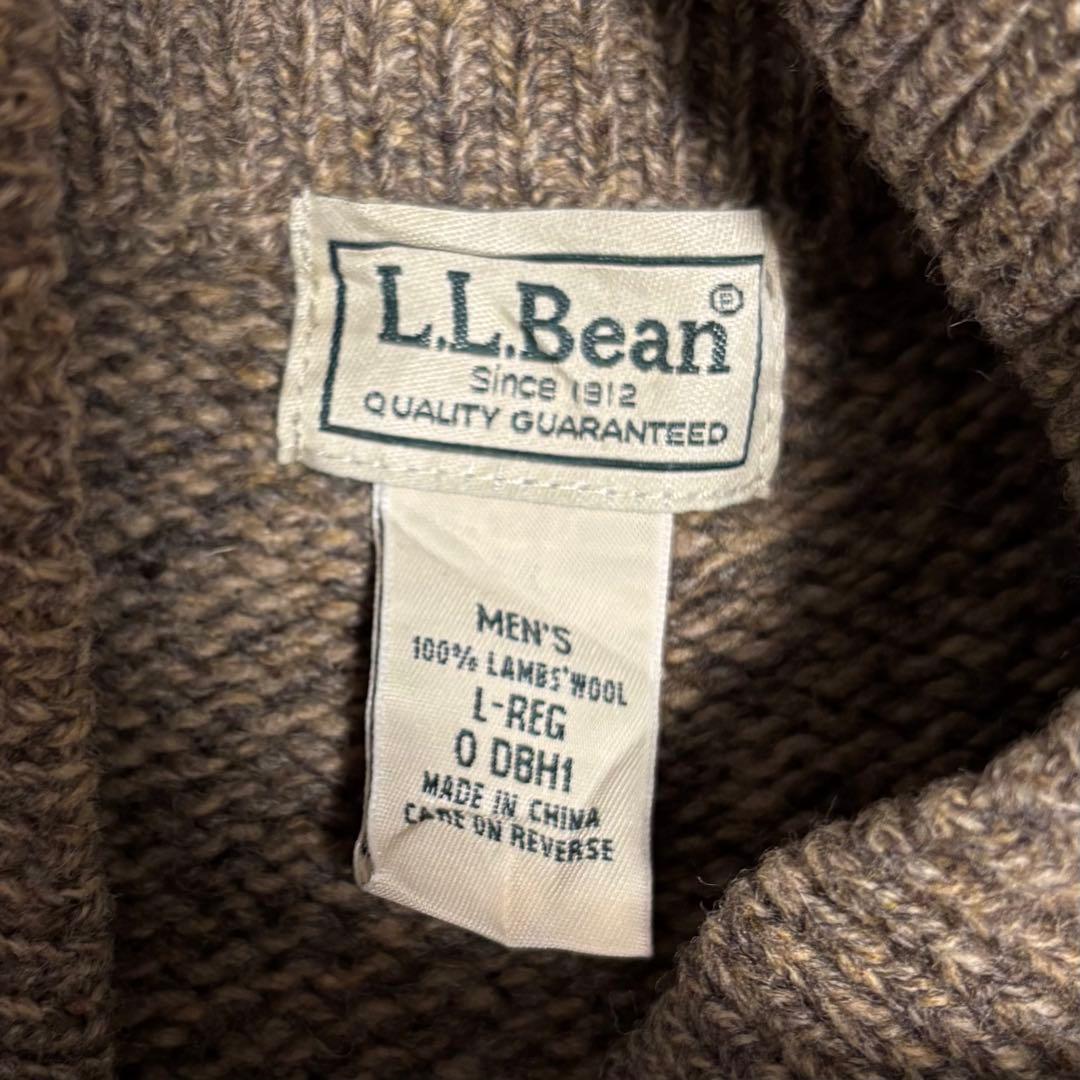 L.L.Bean®
Since 1912
QUALITY GUARANTEED
MEN'S
100% LAMBS'WOOL
L-REG
0 DBH1
MADE IN CHINA
CARE ON REVERSE